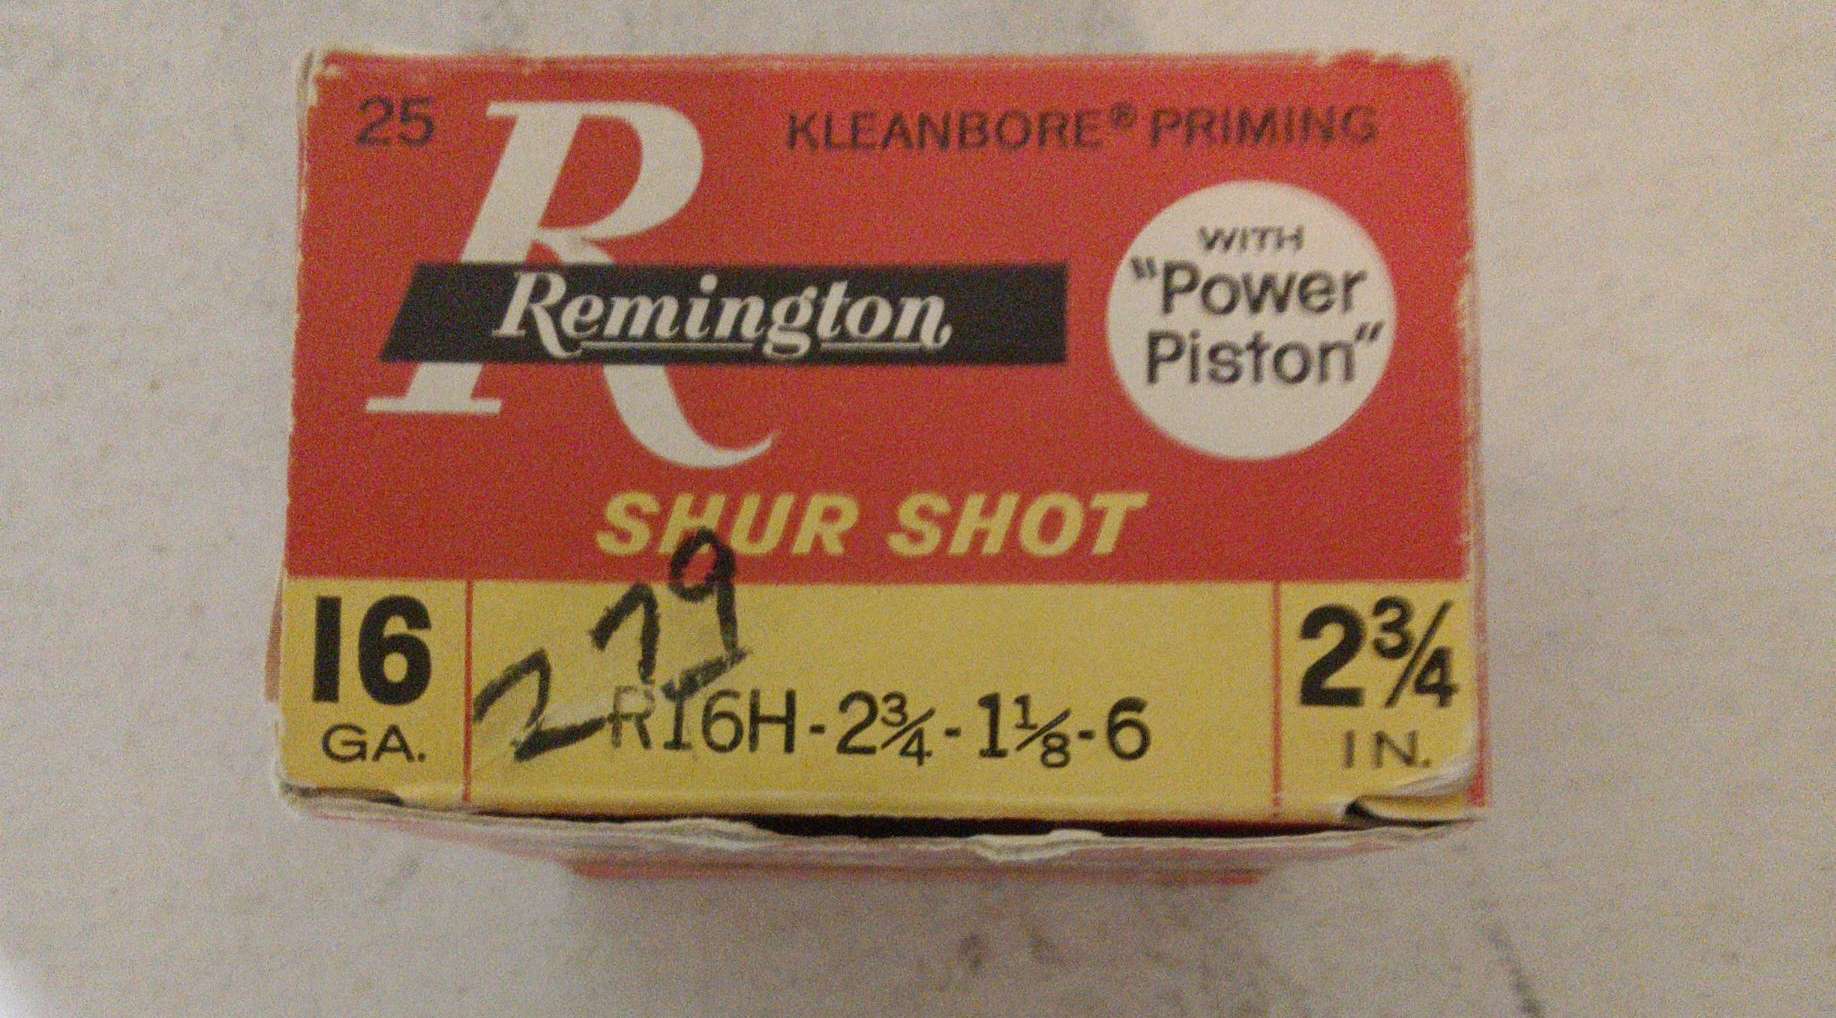 25
KLEANBORE® PRIMING
R
Remington
WITH
"Power
Piston"
SHUR SHOT
279
16
GA.
R16H-2¾-1⅛-6
2¾
IN.